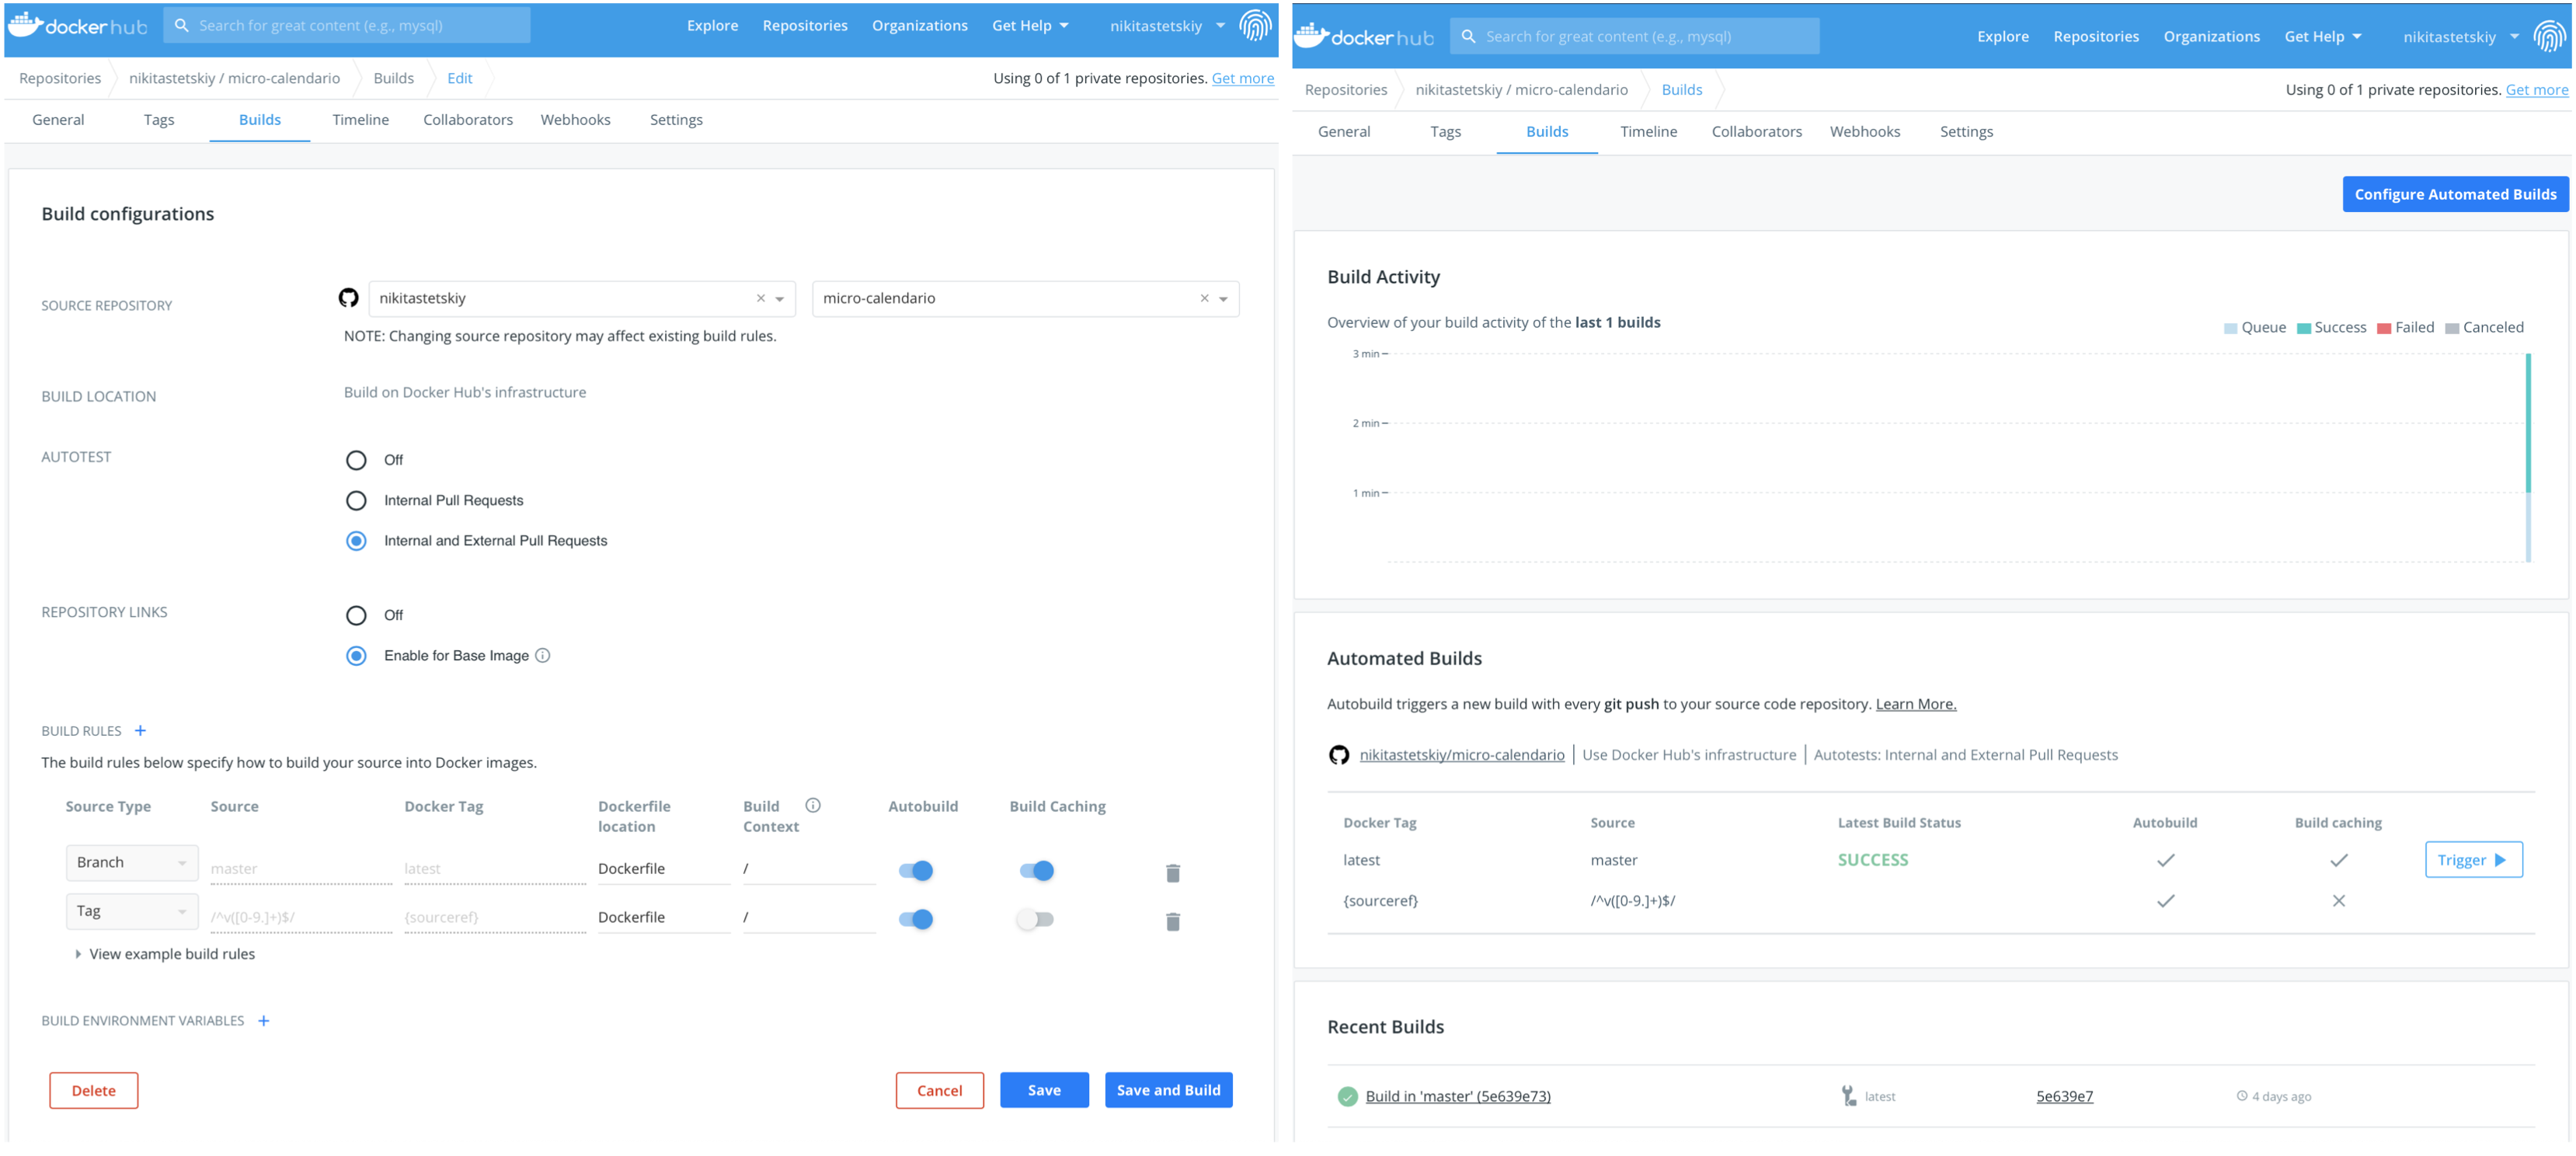 dockerhub
Search for great content (e.g., mysql)
Explore Repositories Organizations Get Help nikitastetskiy
Repositories nikitastetskiy / micro-calendario Builds Edit
Using 0 of 1 private repositories. Get more
General Tags Builds Timeline Collaborators Webhooks Settings
Build configurations
SOURCE REPOSITORY nikitastetskiy micro-calendario
NOTE: Changing source repository may affect existing build rules.
BUILD LOCATION Build on Docker Hub's infrastructure
AUTOTEST Off
Internal Pull Requests
Internal and External Pull Requests
REPOSITORY LINKS Off
Enable for Base Image
BUILD RULES +
The build rules below specify how to build your source into Docker images.
Source Type Source Docker Tag Dockerfile location Build Context Autobuild Build Caching
Branch master latest Dockerfile /
Tag /^v([0-9.]+)$/ {sourceref} Dockerfile /
View example build rules
BUILD ENVIRONMENT VARIABLES +
Delete Cancel Save Save and Build
dockerhub
Search for great content (e.g., mysql)
Explore Repositories Organizations Get Help nikitastetskiy
Repositories nikitastetskiy / micro-calendario Builds
Using 0 of 1 private repositories. Get more
General Tags Builds Timeline Collaborators Webhooks Settings
Configure Automated Builds
Build Activity
Overview of your build activity of the last 1 builds
Queue Success Failed Canceled
3 min
2 min
1 min
Automated Builds
Autobuild triggers a new build with every git push to your source code repository. Learn More.
nikitastetskiy/micro-calendario | Use Docker Hub's infrastructure | Autotests: Internal and External Pull Requests
Docker Tag Source Latest Build Status Autobuild Build caching
latest master SUCCESS Trigger
{sourceref} /^v([0-9.]+)$/
Recent Builds
Build in 'master' (5e639e73) latest 5e639e7 4 days ago